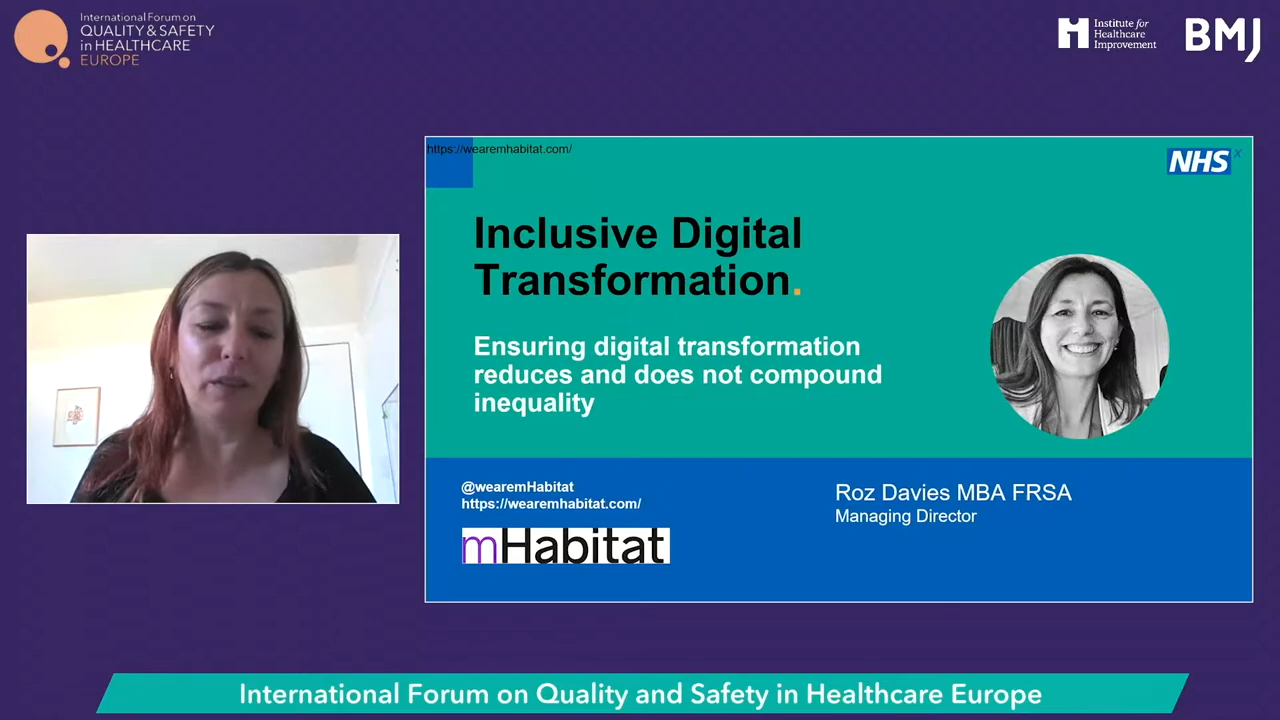 International Forum on
QUALITY & SAFETY
in HEALTHCARE
EUROPE
Institute for
Healthcare
Improvement
BMJ
https://wearemhabitat.com/
NHS x
Inclusive Digital
Transformation.
Ensuring digital transformation
reduces and does not compound
inequality
@wearemHabitat
https://wearemhabitat.com/
mHabitat
Roz Davies MBA FRSA
Managing Director
International Forum on Quality and Safety in Healthcare Europe